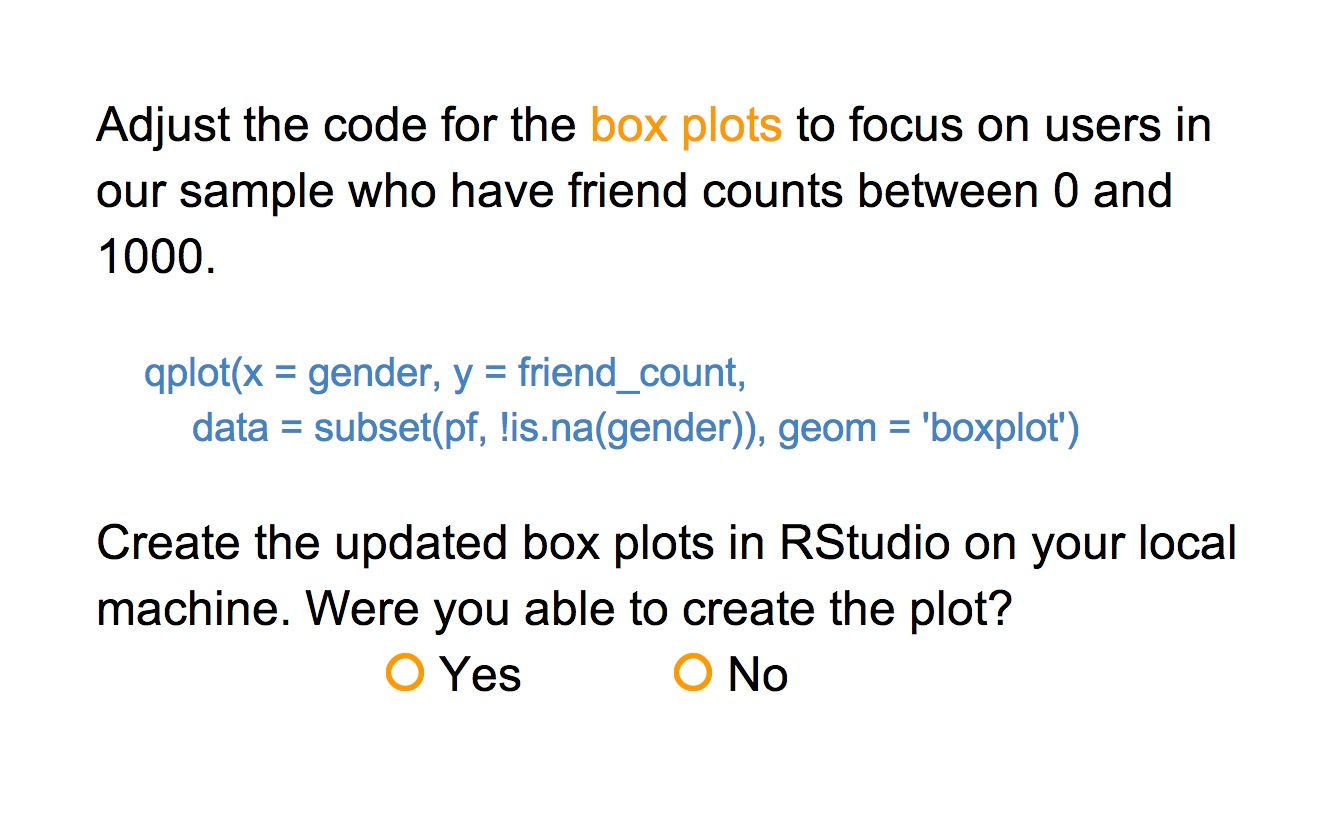 Adjust the code for the box plots to focus on users in
our sample who have friend counts between 0 and
1000.
qplot(x = gender, y = friend_count,
data = subset(pf, !is.na(gender)), geom = 'boxplot')
Create the updated box plots in RStudio on your local
machine. Were you able to create the plot?
Yes No